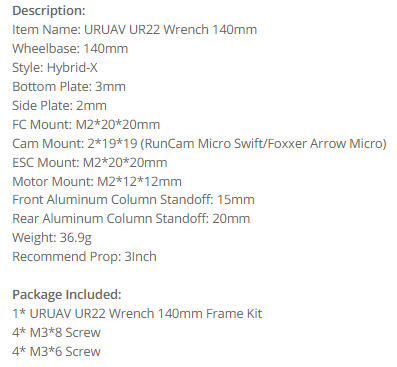 Description:
Item Name: URUAV UR22 Wrench 140mm
Wheelbase: 140mm
Style: Hybrid-X
Bottom Plate: 3mm
Side Plate: 2mm
FC Mount: M2*20*20mm
Cam Mount: 2*19*19 (RunCam Micro Swift/Foxxer Arrow Micro)
ESC Mount: M2*20*20mm
Motor Mount: M2*12*12mm
Front Aluminum Column Standoff: 15mm
Rear Aluminum Column Standoff: 20mm
Weight: 36.9g
Recommend Prop: 3Inch
Package Included:
1* URUAV UR22 Wrench 140mm Frame Kit
4* M3*8 Screw
4* M3*6 Screw